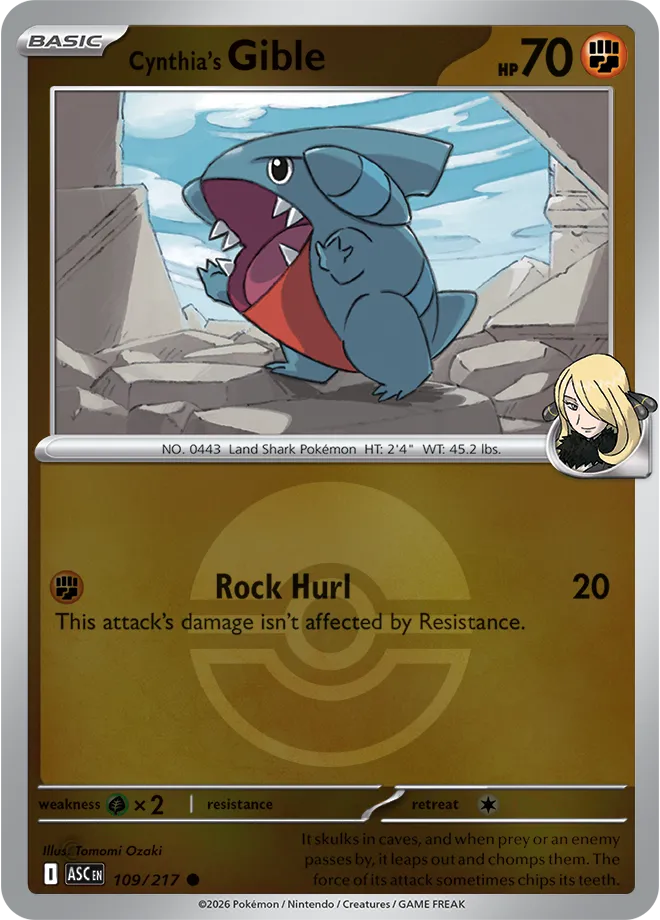 BASIC
Cynthia's Gible HP 70
NO. 0443 Land Shark Pokémon HT: 2'4" WT: 45.2 lbs.
Rock Hurl 20
This attack's damage isn't affected by Resistance.
weakness ×2 resistance retreat
Illus. Tomomi Ozaki
It skulks in caves, and when prey or an enemy
passes by, it leaps out and chomps them. The
force of its attack sometimes chips its teeth.
I ASC EN 109/217
©2026 Pokémon / Nintendo / Creatures / GAME FREAK